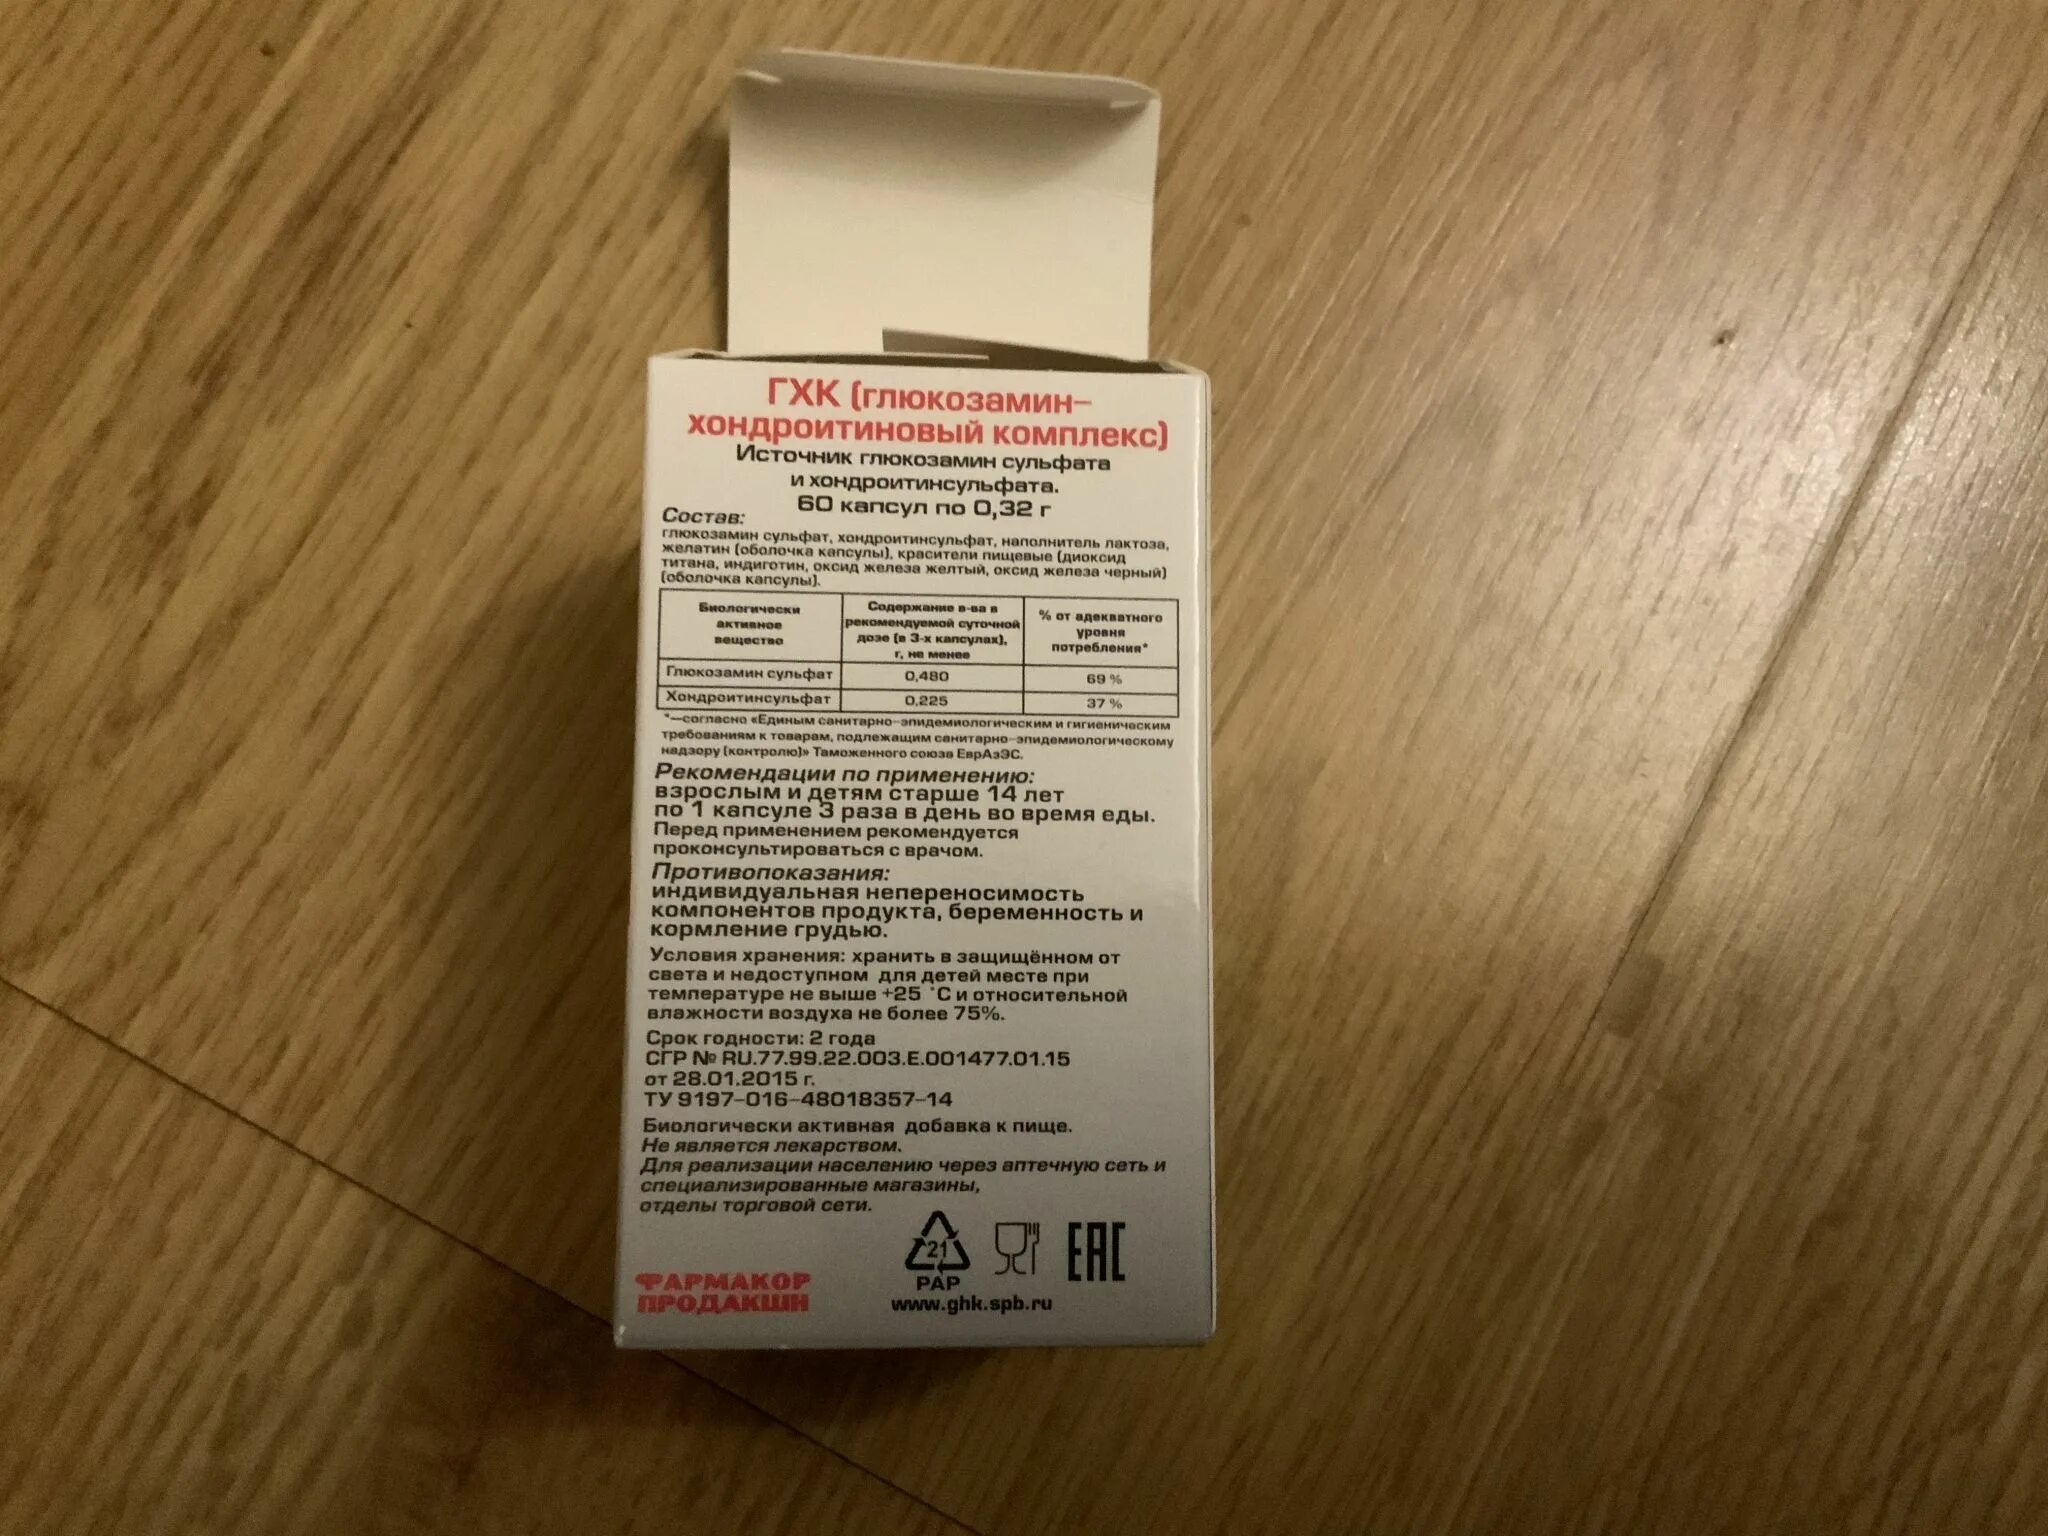 ГХК (глюкозамин–
хондроитиновый комплекс)
Источник глюкозамин сульфата
и хондроитинсульфата.
60 капсул по 0,32 г
Состав:
глюкозамин сульфат, хондроитинсульфат, наполнитель лактоза,
желатин (оболочка капсулы), красители пищевые (диоксид
титана, индиготин, оксид железа желтый, оксид железа черный)
(оболочка капсулы).
Биологически
активное
вещество
Содержание в-ва в
рекомендуемой суточной
дозе (в 3-х капсулах),
г, не менее
% от адекватного
уровня
потребления*
Глюкозамин сульфат 0,480 69 %
Хондроитинсульфат 0,225 37 %
*—согласно «Единым санитарно-эпидемиологическим и гигиеническим
требованиям к товарам, подлежащим санитарно-эпидемиологическому
надзору (контролю)» Таможенного союза ЕврАзЭС.
Рекомендации по применению:
взрослым и детям старше 14 лет
по 1 капсуле 3 раза в день во время еды.
Перед применением рекомендуется
проконсультироваться с врачом.
Противопоказания:
индивидуальная непереносимость
компонентов продукта, беременность и
кормление грудью.
Условия хранения: хранить в защищённом от
света и недоступном для детей месте при
температуре не выше +25 °С и относительной
влажности воздуха не более 75%.
Срок годности: 2 года
СГР № RU.77.99.22.003.Е.001477.01.15
от 28.01.2015 г.
ТУ 9197–016–48018357–14
Биологически активная добавка к пище.
Не является лекарством.
Для реализации населению через аптечную сеть и
специализированные магазины,
отделы торговой сети.
21
PAP
EAC
ФАРМАКОР
ПРОДАКШН
www.ghk.spb.ru